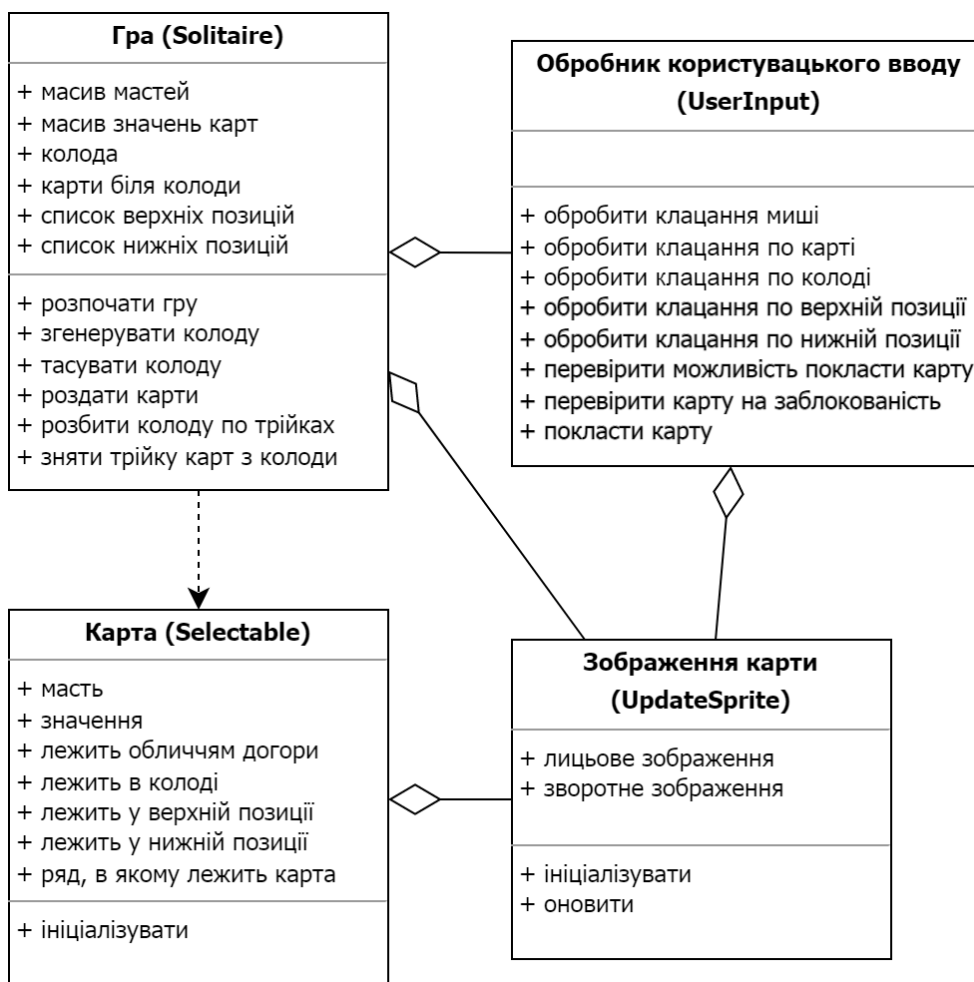 Гра (Solitaire)
+ масив мастей
+ масив значень карт
+ колода
+ карти біля колоди
+ список верхніх позицій
+ список нижніх позицій
+ розпочати гру
+ згенерувати колоду
+ тасувати колоду
+ роздати карти
+ розбити колоду по трійках
+ зняти трійку карт з колоди
Обробник користувацького вводу
(UserInput)
+ обробити клацання миші
+ обробити клацання по карті
+ обробити клацання по колоді
+ обробити клацання по верхній позиції
+ обробити клацання по нижній позиції
+ перевірити можливість покласти карту
+ перевірити карту на заблокованість
+ покласти карту
Карта (Selectable)
+ масть
+ значення
+ лежить обличчям догори
+ лежить в колоді
+ лежить у верхній позиції
+ лежить у нижній позиції
+ ряд, в якому лежить карта
+ ініціалізувати
Зображення карти
(UpdateSprite)
+ лицьове зображення
+ зворотне зображення
+ ініціалізувати
+ оновити